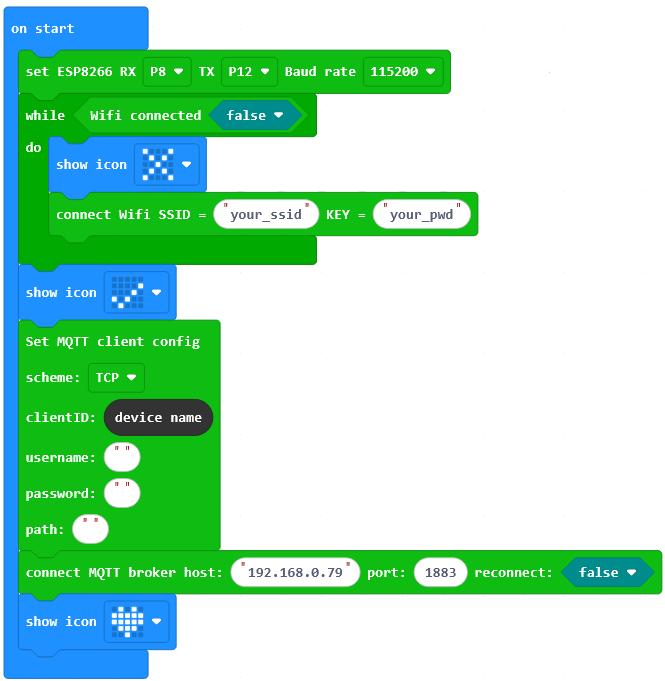 on start
set ESP8266 RX P8 TX P12 Baud rate 115200
while Wifi connected false
do
show icon
connect Wifi SSID = "your_ssid" KEY = "your_pwd"
show icon
Set MQTT client config
scheme: TCP
clientID: device name
username: " "
password: " "
path: " "
connect MQTT broker host: "192.168.0.79" port: 1883 reconnect: false
show icon